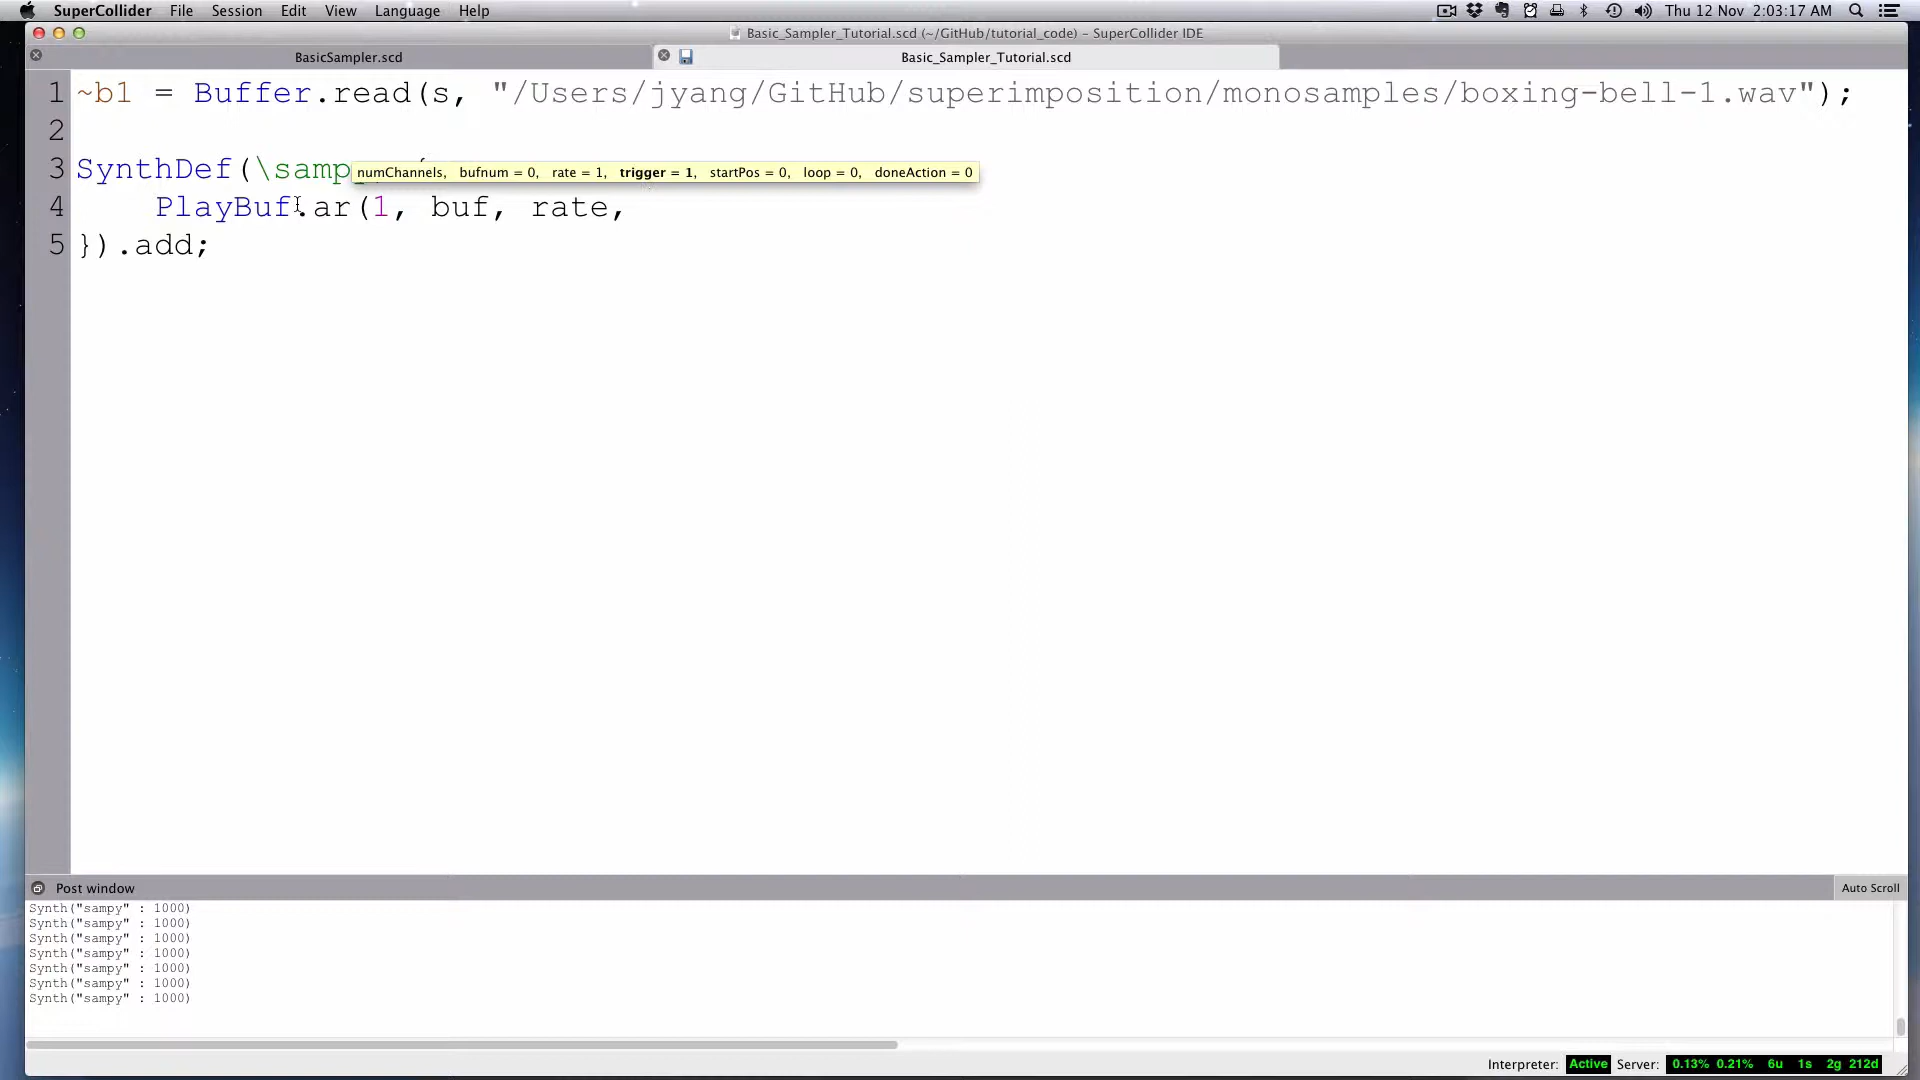 SuperCollider File Session Edit View Language Help Thu 12 Nov 2:03:17 AM
Basic_Sampler_Tutorial.scd (~/GitHub/tutorial_code) - SuperCollider IDE
BasicSampler.scd Basic_Sampler_Tutorial.scd
1 ~b1 = Buffer.read(s, "/Users/jyang/GitHub/superimposition/monosamples/boxing-bell-1.wav");
2
3 SynthDef(\samp
numChannels, bufnum = 0, rate = 1, trigger = 1, startPos = 0, loop = 0, doneAction = 0
4 PlayBuf.ar(1, buf, rate,
5 }).add;
Post window Auto Scroll
Synth("sampy" : 1000)
Synth("sampy" : 1000)
Synth("sampy" : 1000)
Synth("sampy" : 1000)
Synth("sampy" : 1000)
Synth("sampy" : 1000)
Synth("sampy" : 1000)
Interpreter: Active Server: 0.13% 0.21% 6u 1s 2g 212d